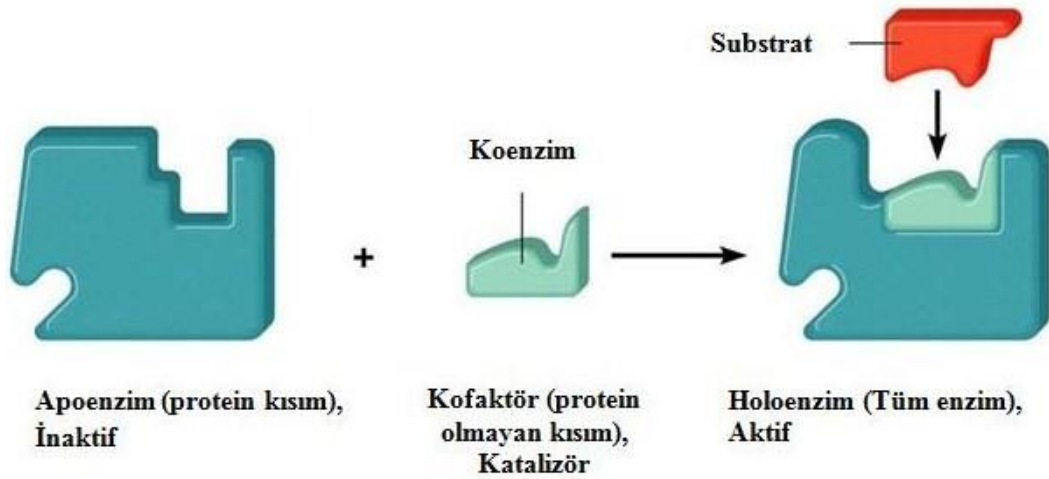 Substrat
Koenzim
+
Apoenzim (protein kısım),
İnaktif
Kofaktör (protein
olmayan kısım),
Katalizör
Holoenzim (Tüm enzim),
Aktif